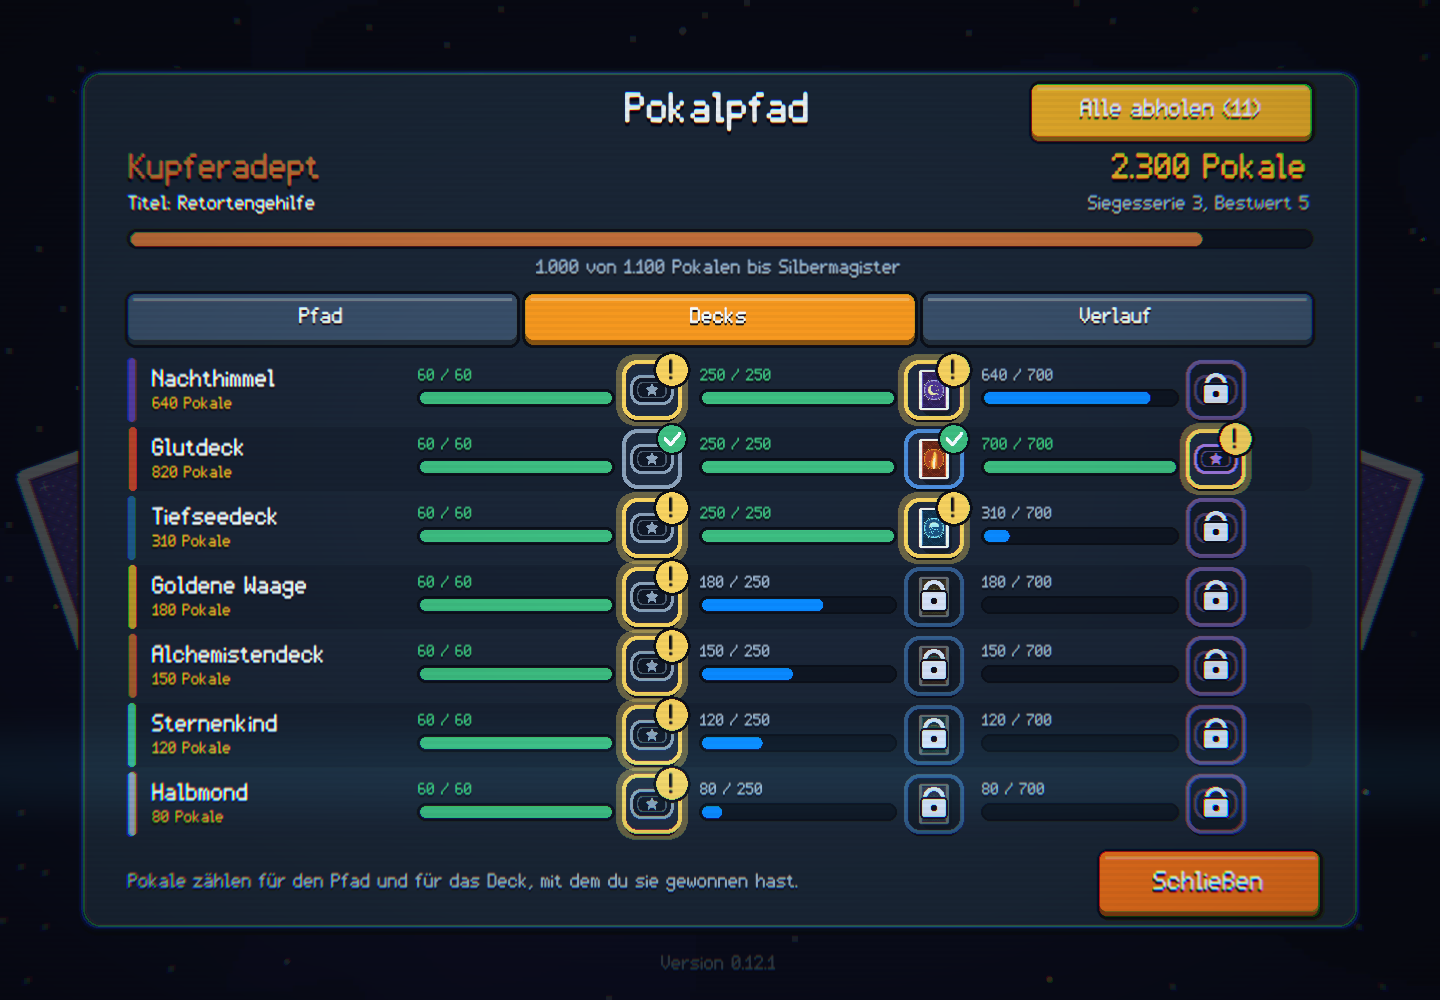 Pokalpfad
Alle abholen (11)
Kupferadept
2.300 Pokale
Titel: Retortengehilfe
Siegesserie 3, Bestwert 5
1.000 von 1.100 Pokalen bis Silbermagister
Pfad
Decks
Verlauf
Nachthimmel
640 Pokale
60 / 60
250 / 250
640 / 700
Glutdeck
820 Pokale
60 / 60
250 / 250
700 / 700
Tiefseedeck
310 Pokale
60 / 60
250 / 250
310 / 700
Goldene Waage
180 Pokale
60 / 60
180 / 250
180 / 700
Alchemistendeck
150 Pokale
60 / 60
150 / 250
150 / 700
Sternenkind
120 Pokale
60 / 60
120 / 250
120 / 700
Halbmond
80 Pokale
60 / 60
80 / 250
80 / 700
Pokale zählen für den Pfad und für das Deck, mit dem du sie gewonnen hast.
Schließen
Version 0.12.1